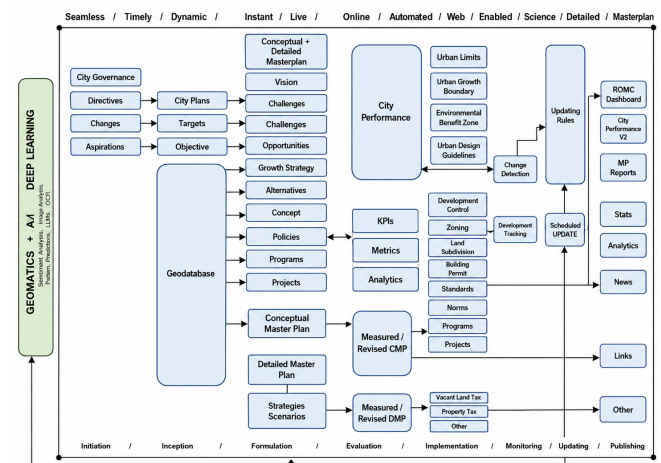 Seamless / Timely / Dynamic / Instant / Live / Online / Automated / Web / Enabled / Science / Detailed / Masterplan
GEOMATICS + A/I DEEP LEARNING
Sentiment Analysis, Image Analysis,
Pattern, Predictions, LLMs, OCR
City Governance
Directives
Changes
Aspirations
City Plans
Targets
Objective
Geodatabase
Conceptual +
Detailed
Masterplan
Vision
Challenges
Challenges
Opportunities
Growth Strategy
Alternatives
Concept
Policies
Programs
Projects
Conceptual
Master Plan
Detailed Master
Plan
Strategies
Scenarios
City
Performance
KPIs
Metrics
Analytics
Measured /
Revised CMP
Measured /
Revised DMP
Urban Limits
Urban Growth
Boundary
Environmental
Benefit Zone
Urban Design
Guidelines
Development
Control
Zoning
Land
Subdivision
Building
Permit
Standards
Norms
Programs
Projects
Vacant Land Tax
Property Tax
Other
Change
Detection
Development
Tracking
Updating
Rules
Scheduled
UPDATE
ROMC
Dashboard
City
Performance
V2
MP
Reports
Stats
Analytics
News
Links
Other
Initiation / Inception / Formulation / Evaluation / Implementation / Monitoring / Updating / Publishing